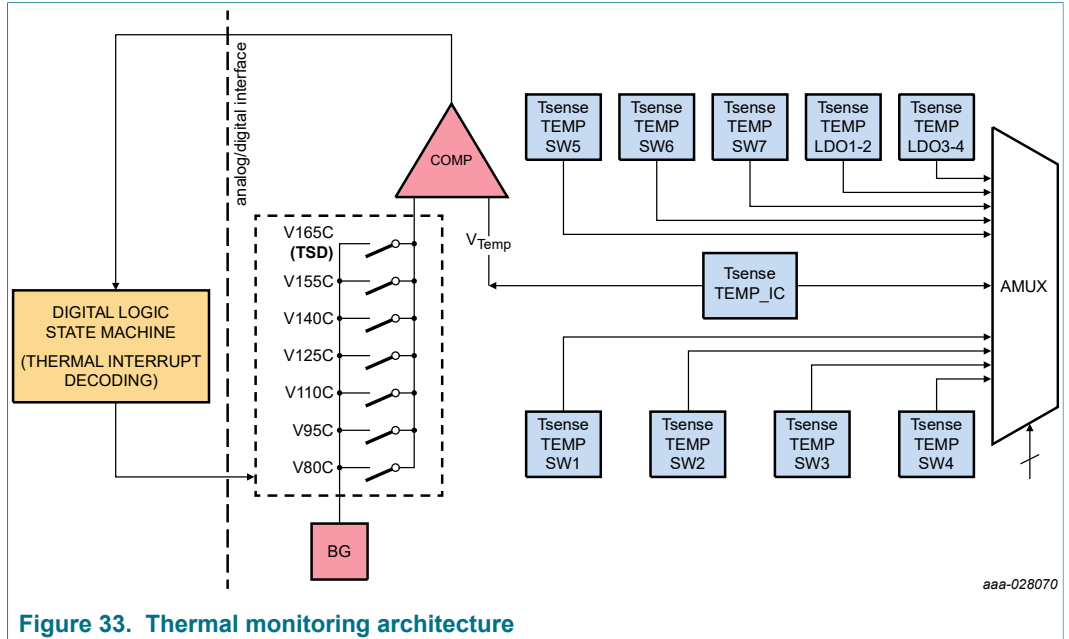 analog/digital interface
COMP
V165C
(TSD)
V155C
V140C
V125C
V110C
V95C
V80C
BG
DIGITAL LOGIC
STATE MACHINE
(THERMAL INTERRUPT
DECODING)
VTemp
Tsense
TEMP
SW5
Tsense
TEMP
SW6
Tsense
TEMP
SW7
Tsense
TEMP
LDO1-2
Tsense
TEMP
LDO3-4
Tsense
TEMP_IC
AMUX
Tsense
TEMP
SW1
Tsense
TEMP
SW2
Tsense
TEMP
SW3
Tsense
TEMP
SW4
aaa-028070
Figure 33. Thermal monitoring architecture